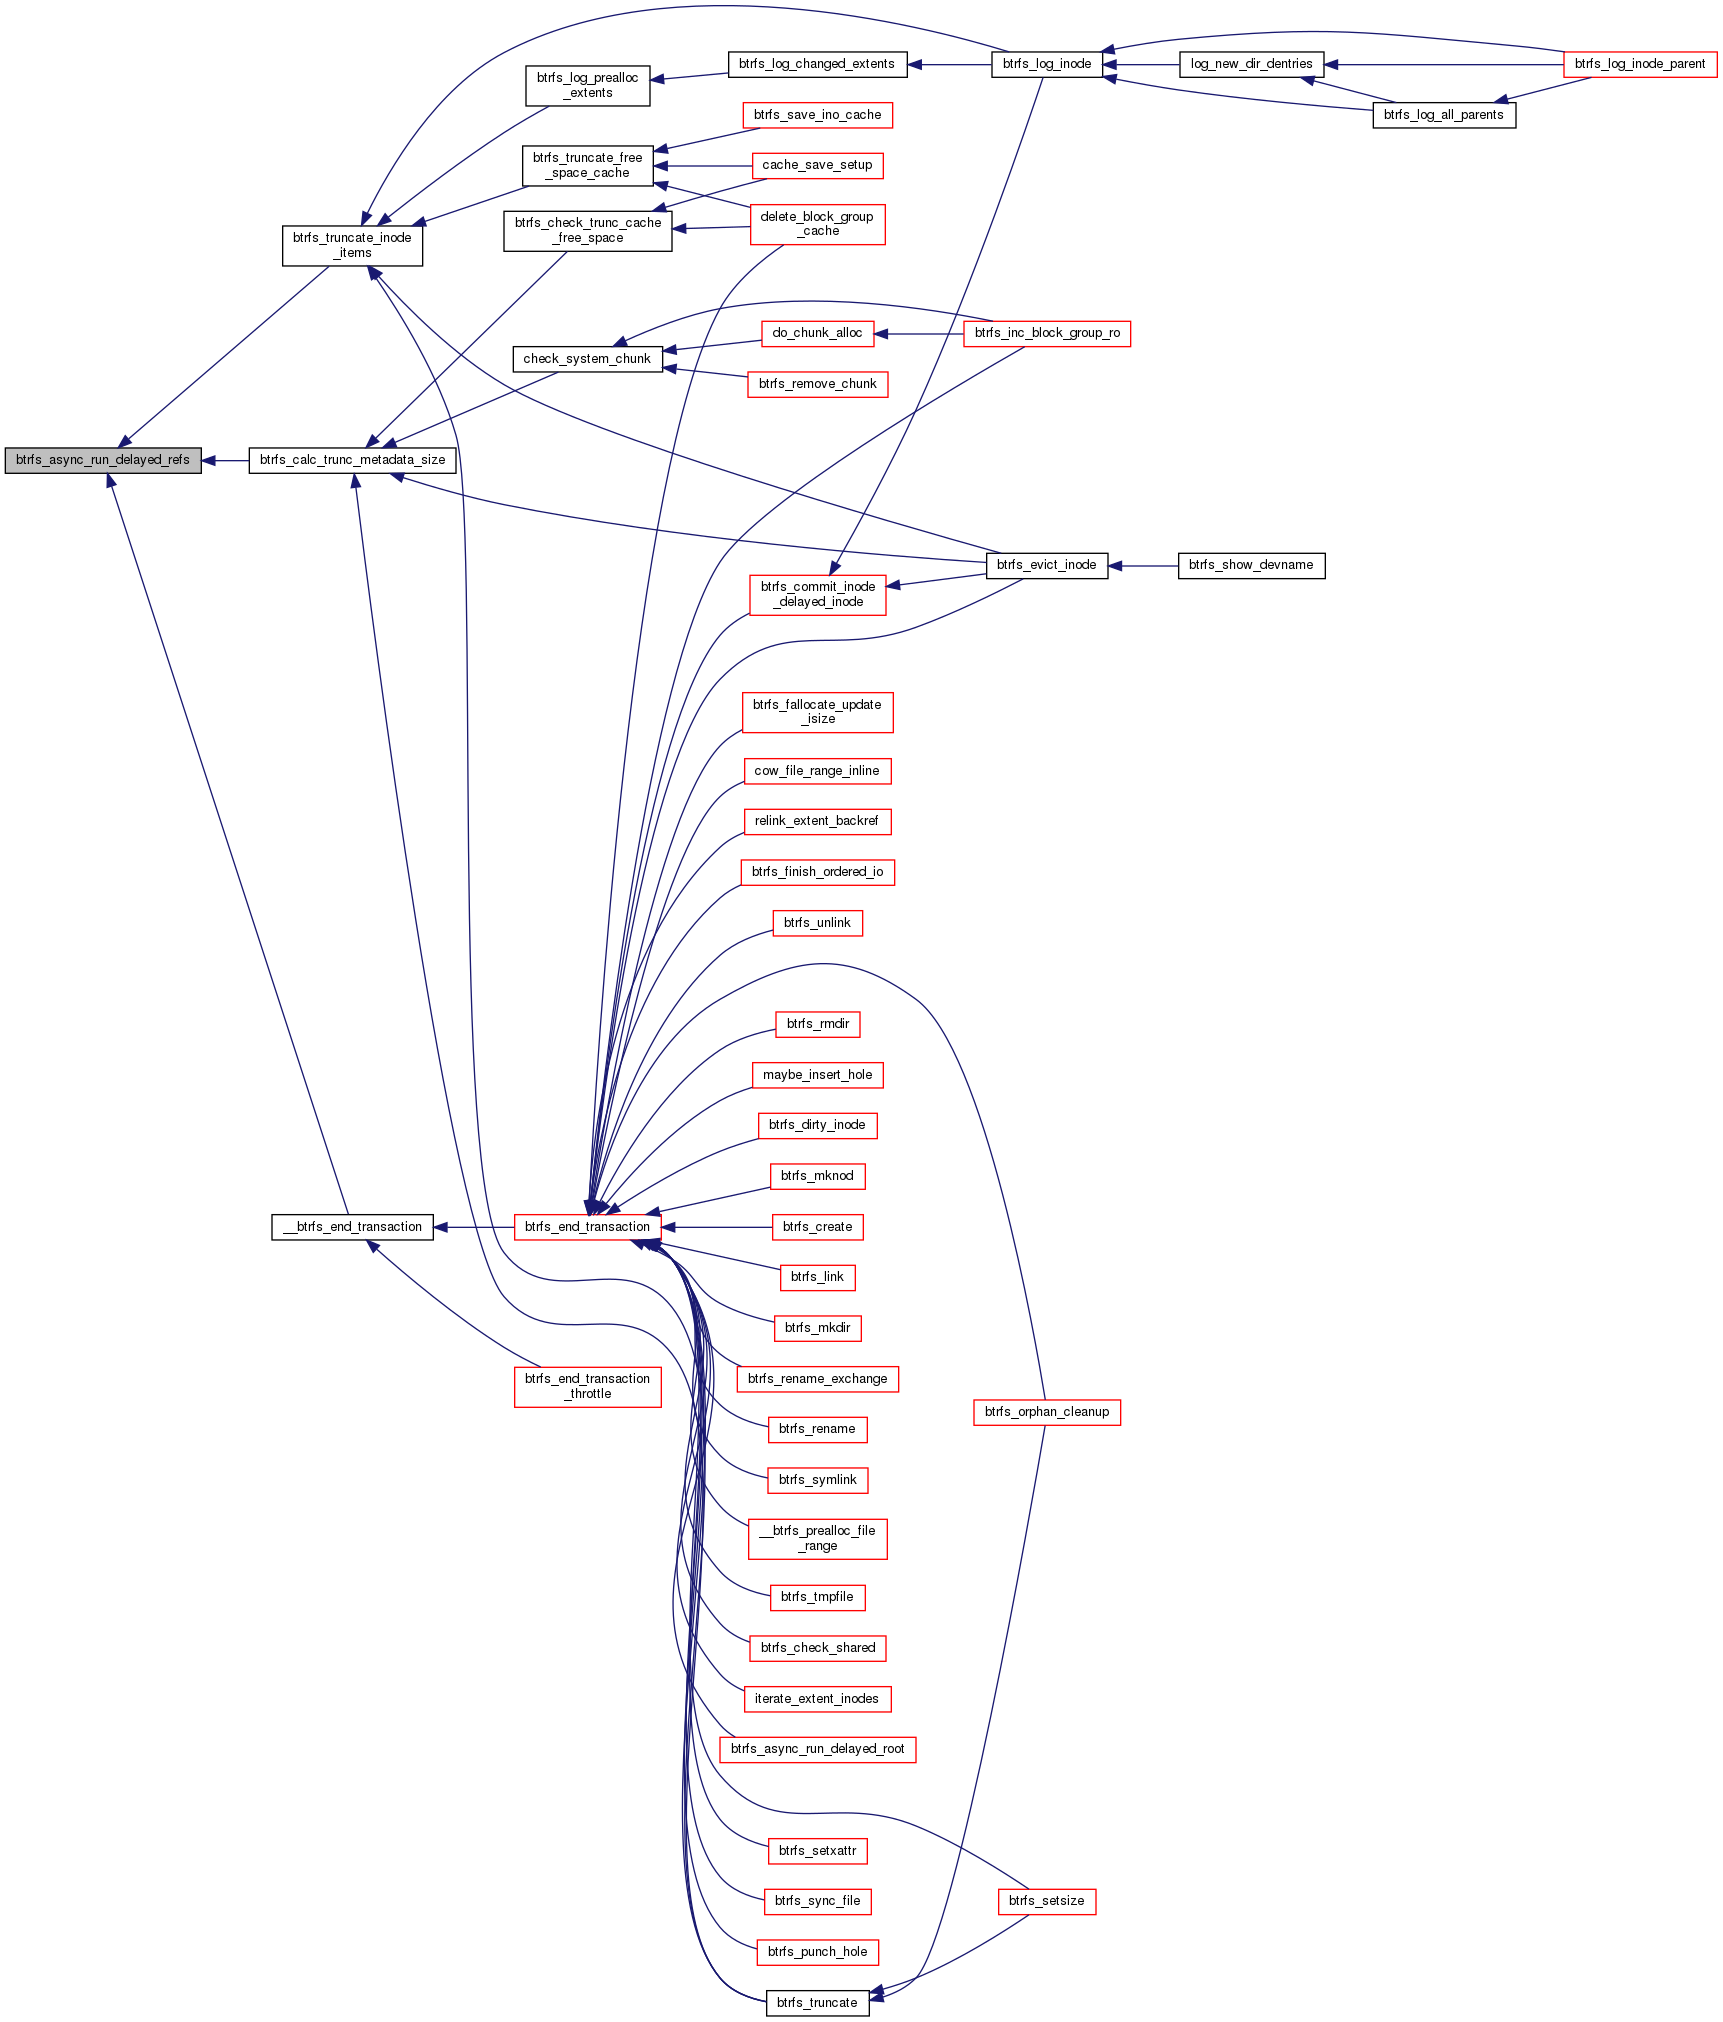 btrfs_log_inode
log_new_dir_dentries
btrfs_log_inode_parent
btrfs_log_changed_extents
btrfs_log_prealloc
_extents
btrfs_log_all_parents
btrfs_save_ino_cache
btrfs_truncate_free
_space_cache
cache_save_setup
btrfs_check_trunc_cache
_free_space
delete_block_group
_cache
btrfs_truncate_inode
_items
do_chunk_alloc
btrfs_inc_block_group_ro
check_system_chunk
btrfs_remove_chunk
btrfs_async_run_delayed_refs
btrfs_calc_trunc_metadata_size
btrfs_evict_inode
btrfs_show_devname
btrfs_commit_inode
_delayed_inode
btrfs_fallocate_update
_isize
cow_file_range_inline
relink_extent_backref
btrfs_finish_ordered_io
btrfs_unlink
btrfs_rmdir
maybe_insert_hole
btrfs_dirty_inode
btrfs_mknod
__btrfs_end_transaction
btrfs_end_transaction
btrfs_create
btrfs_link
btrfs_mkdir
btrfs_end_transaction
_throttle
btrfs_rename_exchange
btrfs_orphan_cleanup
btrfs_rename
btrfs_symlink
__btrfs_prealloc_file
_range
btrfs_tmpfile
btrfs_check_shared
iterate_extent_inodes
btrfs_async_run_delayed_root
btrfs_setxattr
btrfs_sync_file
btrfs_setsize
btrfs_punch_hole
btrfs_truncate